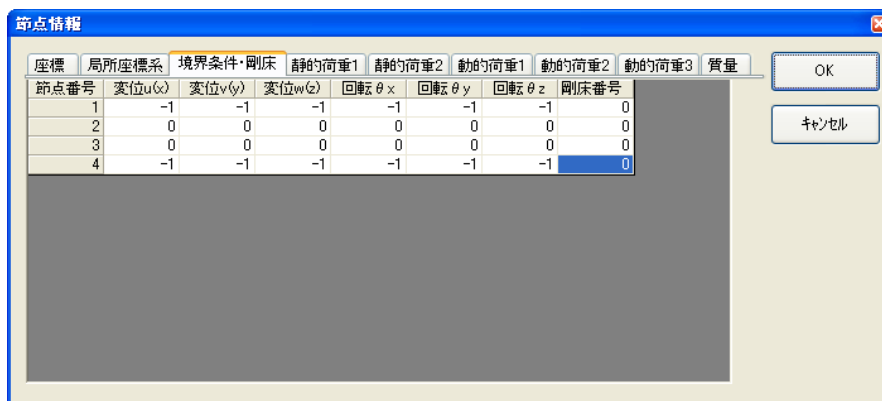 節点情報
座標 局所座標系 境界条件・剛床 静的荷重1 静的荷重2 動的荷重1 動的荷重2 動的荷重3 質量
OK
キャンセル
節点番号 変位u(x) 変位v(y) 変位w(z) 回転θx 回転θy 回転θz 剛床番号
1 -1 -1 -1 -1 -1 -1 0
2 0 0 0 0 0 0 0
3 0 0 0 0 0 0 0
4 -1 -1 -1 -1 -1 -1 0